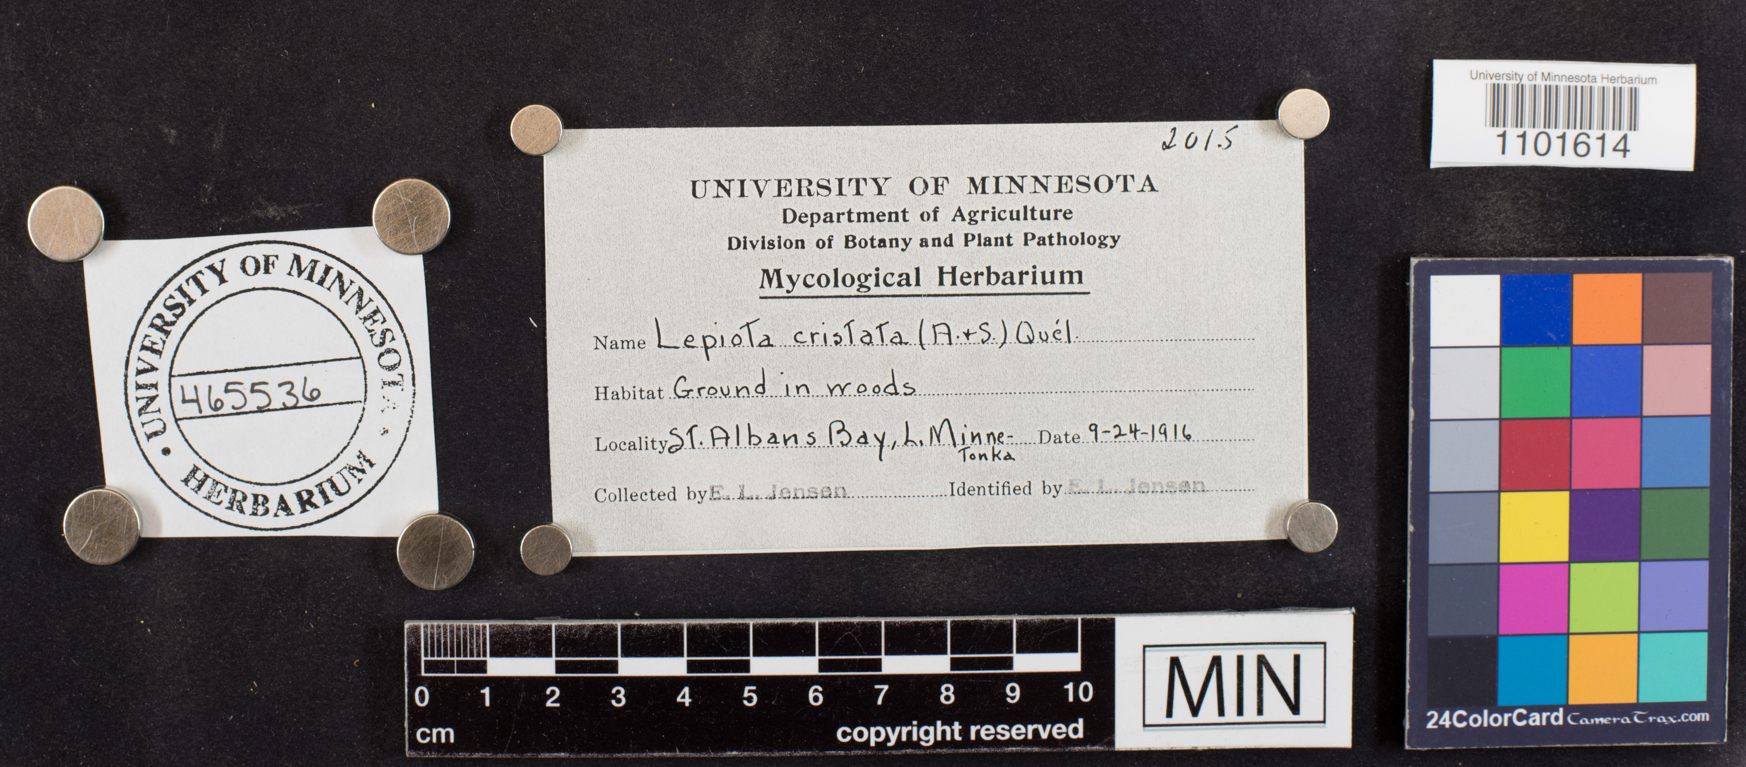 UNIVERSITY OF MINNESOTA
465536
• HERBARIUM •
2015
UNIVERSITY OF MINNESOTA
Department of Agriculture
Division of Botany and Plant Pathology
Mycological Herbarium
Name Lepiota cristata (A.+S.) Quél.
Habitat Ground in woods
Locality St. Albans Bay, L. Minne- Date 9-24-1916
Tonka
Collected by E. L. Jensen Identified by E. L. Jensen
University of Minnesota Herbarium
1101614
0 1 2 3 4 5 6 7 8 9 10
cm
copyright reserved
MIN
24ColorCard CameraTrax.com